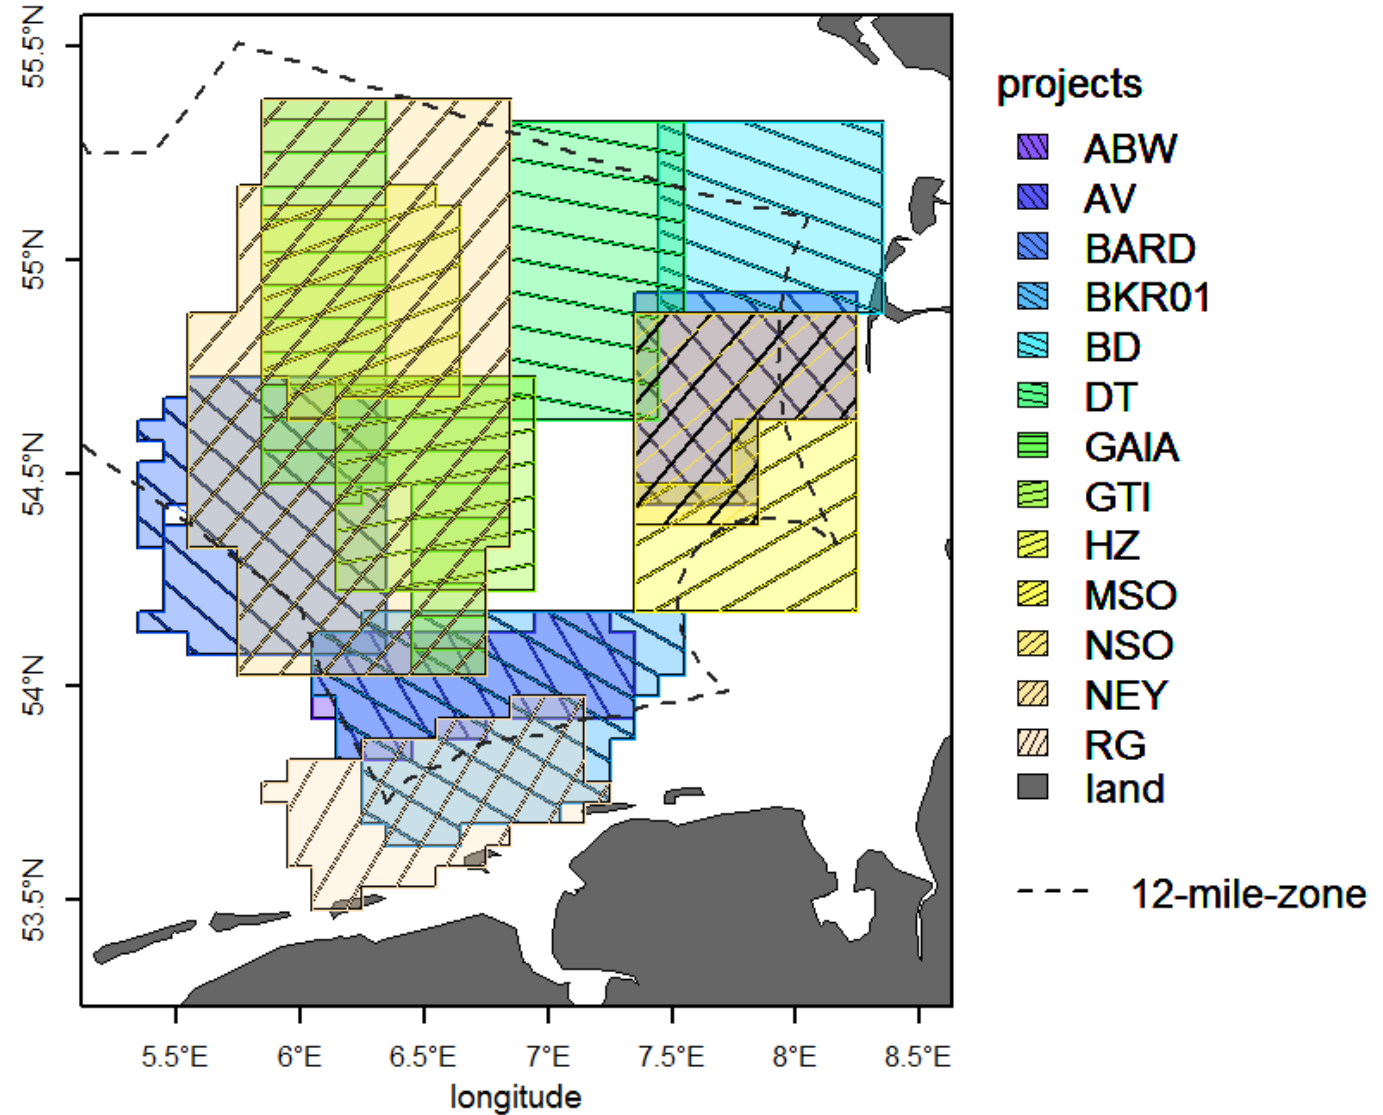 55.5°N
55°N
54.5°N
54°N
53.5°N
5.5°E 6°E 6.5°E 7°E 7.5°E 8°E 8.5°E
longitude
projects
ABW
AV
BARD
BKR01
BD
DT
GAIA
GTI
HZ
MSO
NSO
NEY
RG
land
12-mile-zone